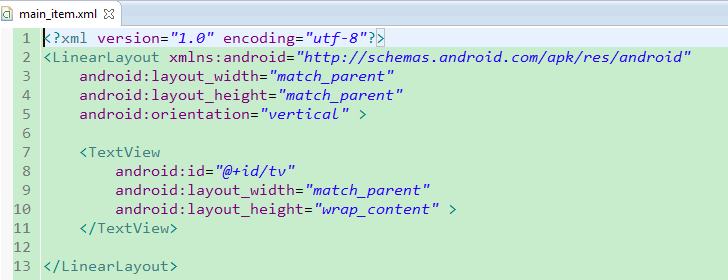 main_item.xml
1 <?xml version="1.0" encoding="utf-8"?>
2 <LinearLayout xmlns:android="http://schemas.android.com/apk/res/android"
3     android:layout_width="match_parent"
4     android:layout_height="match_parent"
5     android:orientation="vertical" >
6
7     <TextView
8         android:id="@+id/tv"
9         android:layout_width="match_parent"
10         android:layout_height="wrap_content" >
11     </TextView>
12
13 </LinearLayout>